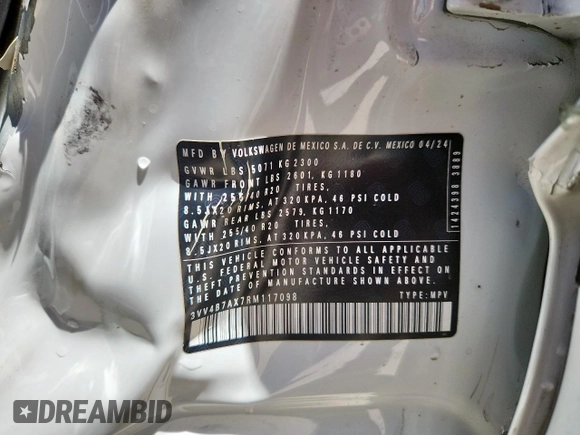 MFD BY VOLKSWAGEN DE MEXICO S.A. DE C.V. MEXICO 04/24
GVWR LBS 5071 KG 2300
GAWR FRONT LBS 2601, KG 1180
WITH 255/40 R20 TIRES,
8.5JX20 RIMS, AT 320 KPA, 46 PSI COLD
GAWR REAR LBS 2579, KG 1170
WITH 255/40 R20 TIRES,
8.5JX20 RIMS, AT 320 KPA, 46 PSI COLD
THIS VEHICLE CONFORMS TO ALL APPLICABLE
U.S. FEDERAL MOTOR VEHICLE SAFETY AND
THEFT PREVENTION STANDARDS IN EFFECT ON
THE DATE OF MANUFACTURE SHOWN ABOVE.
3VV4B7AX7RM117098 TYPE: MPV
1424398 3889
DREAMBID